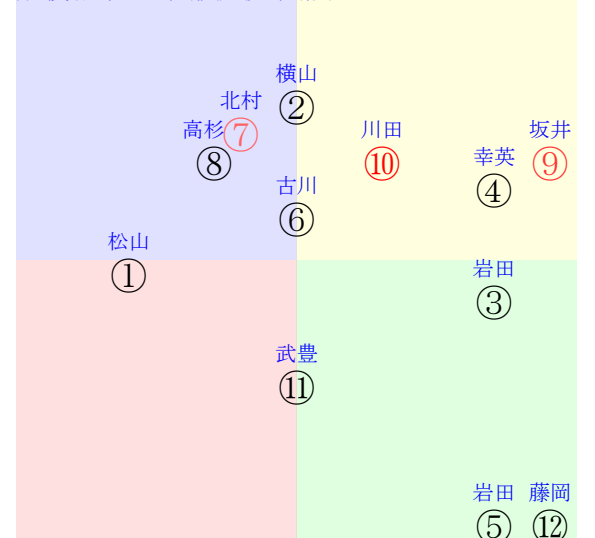 横山
②
北村
⑦
高杉
⑧
川田
⑩
坂井
⑨
幸英
④
古川
⑥
松山
①
岩田
③
武豊
⑪
岩田
⑤
藤岡
⑫